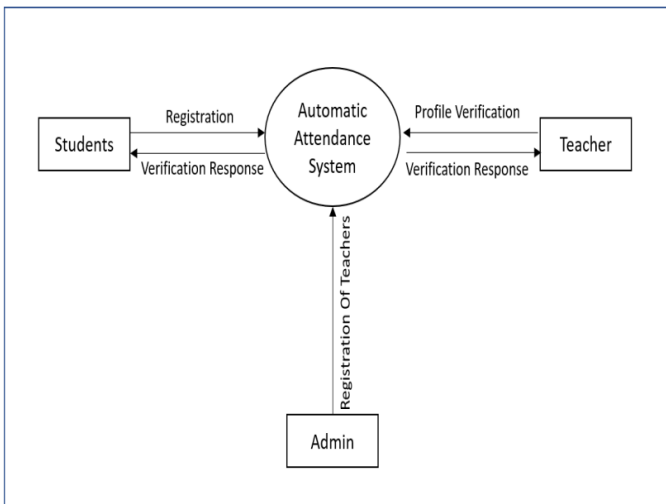 Automatic
Attendance
System
Students
Registration
Verification Response
Profile Verification
Verification Response
Teacher
Registration Of Teachers
Admin